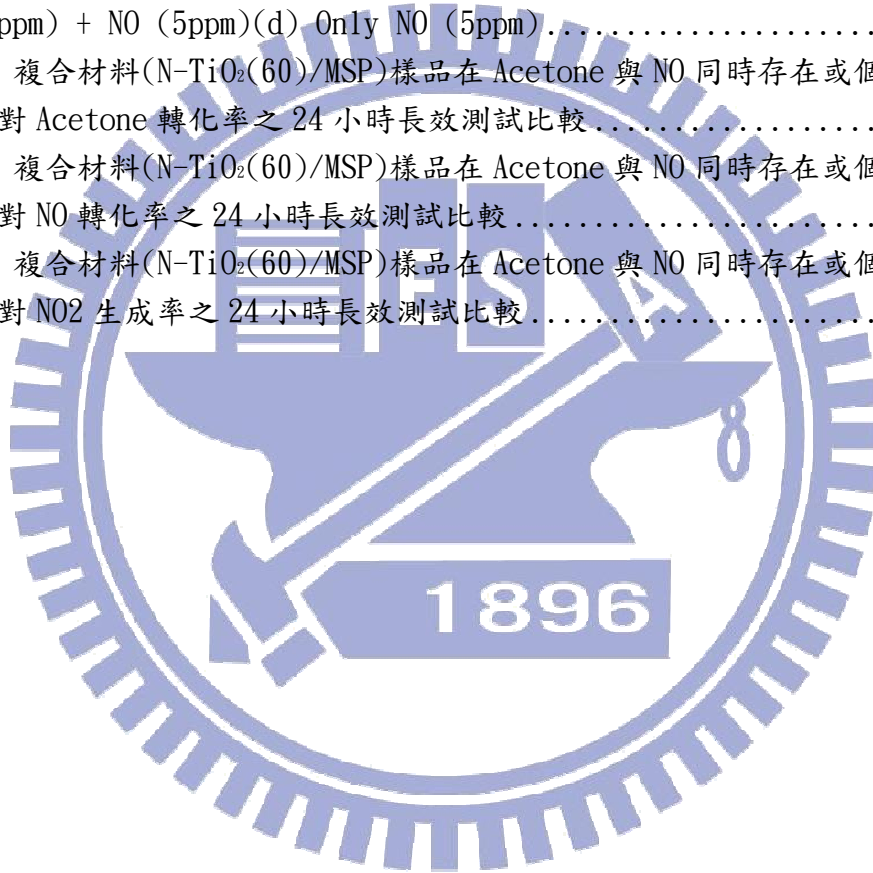 ppm) + NO (5ppm)(d) Only NO (5ppm)......................
複合材料(N-TiO₂(60)/MSP)樣品在 Acetone 與 NO 同時存在或個
對 Acetone 轉化率之 24 小時長效測試比較..................
複合材料(N-TiO₂(60)/MSP)樣品在 Acetone 與 NO 同時存在或個
對 NO 轉化率之 24 小時長效測試比較.......................
複合材料(N-TiO₂(60)/MSP)樣品在 Acetone 與 NO 同時存在或個
對 NO2 生成率之 24 小時長效測試比較......................
E S A
8
1896